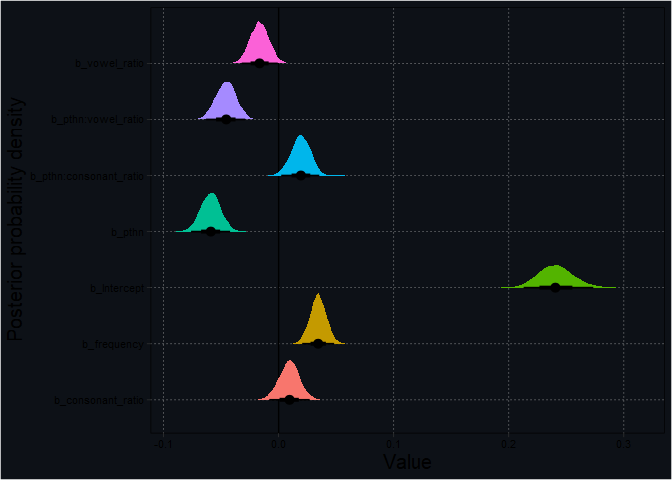 Posterior probability density
b_vowel_ratio
b_pthn:vowel_ratio
b_pthn:consonant_ratio
b_pthn
b_intercept
b_frequency
b_consonant_ratio
-0.1 0.0 0.1 0.2 0.3
Value